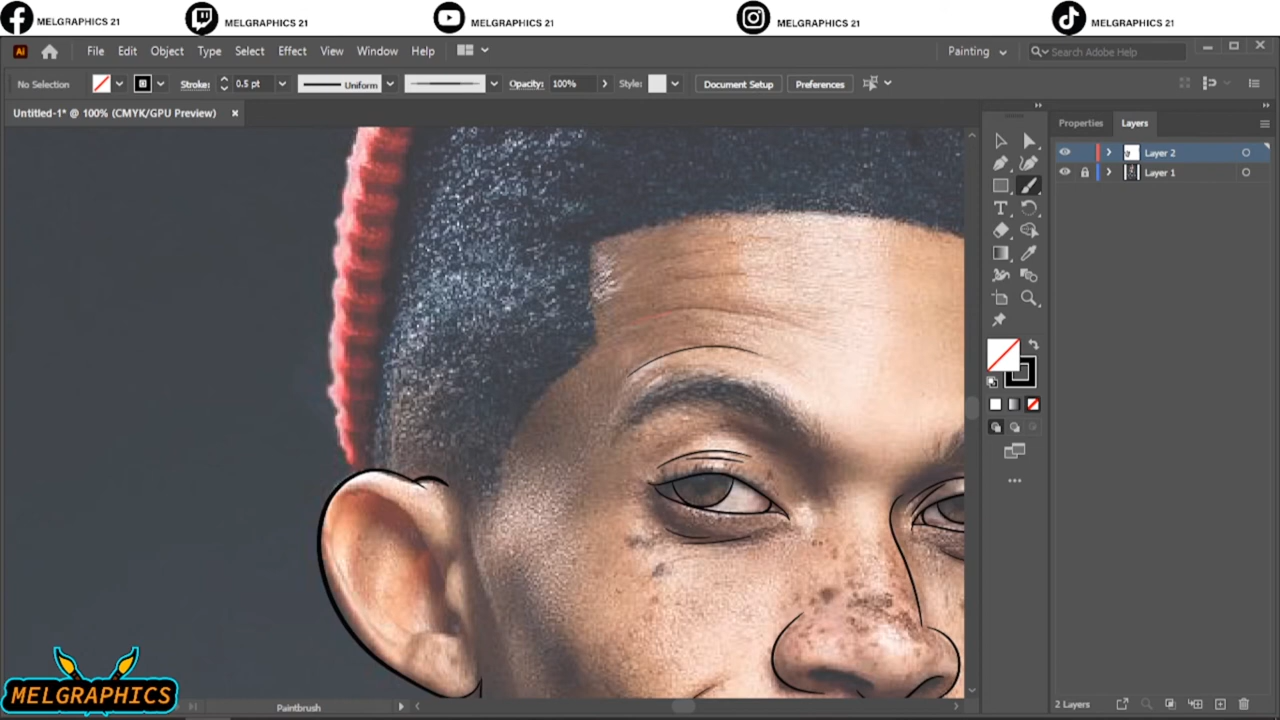 MELGRAPHICS 21
MELGRAPHICS 21
MELGRAPHICS 21
MELGRAPHICS 21
MELGRAPHICS 21
Ai File Edit Object Type Select Effect View Window Help Painting Search Adobe Help
No Selection Stroke: 0.5 pt Uniform Opacity: 100% Style: Document Setup Preferences
Untitled-1* @ 100% (CMYK/GPU Preview)
Properties Layers
Layer 2
Layer 1
MELGRAPHICS
Paintbrush
2 Layers